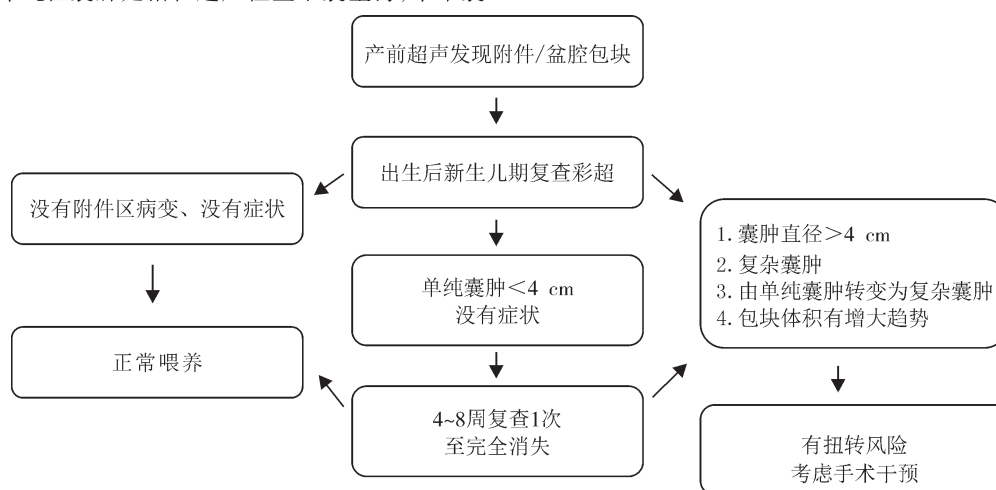 产前超声发现附件/盆腔包块
出生后新生儿期复查彩超
没有附件区病变、没有症状
1. 囊肿直径＞4 cm
2. 复杂囊肿
3. 由单纯囊肿转变为复杂囊肿
4. 包块体积有增大趋势
单纯囊肿＜4 cm
没有症状
正常喂养
4~8周复查1次
至完全消失
有扭转风险
考虑手术干预